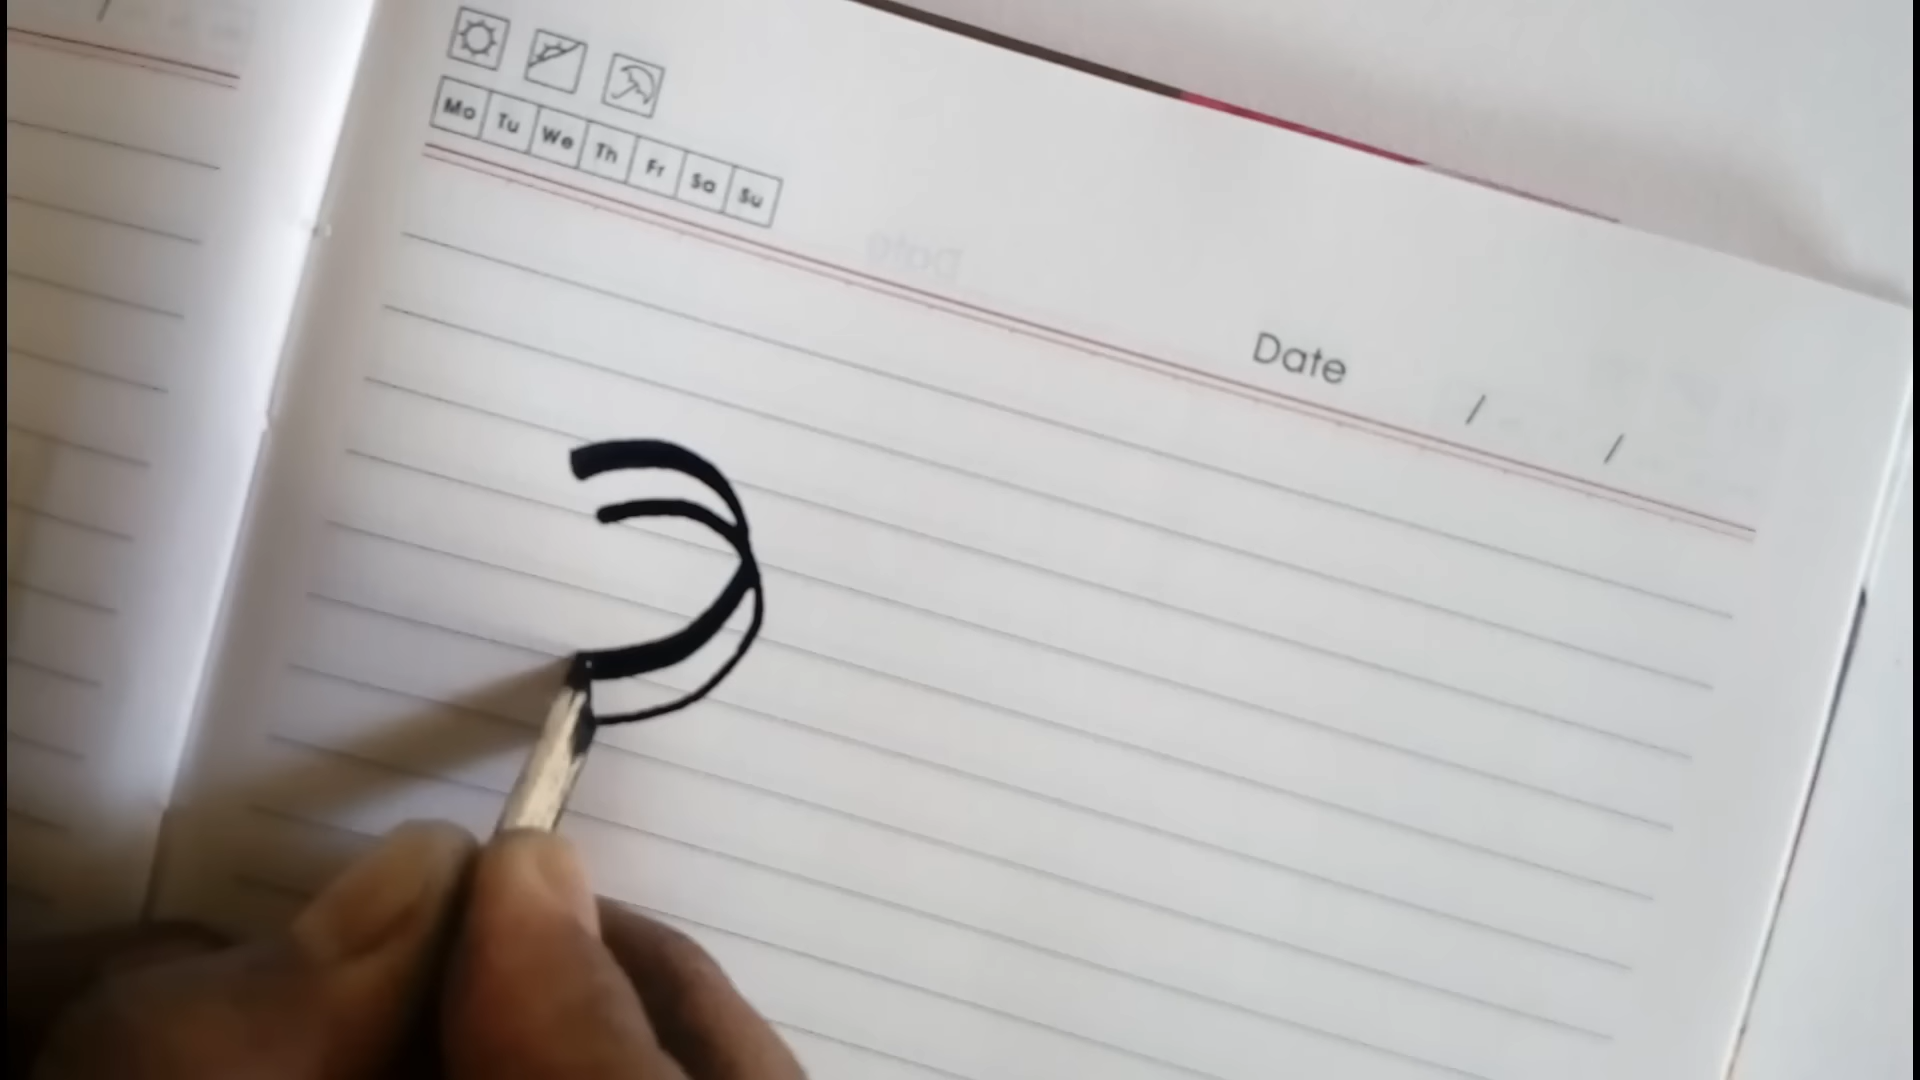 Mo Tu We Th Fr Sa Su
Date / /